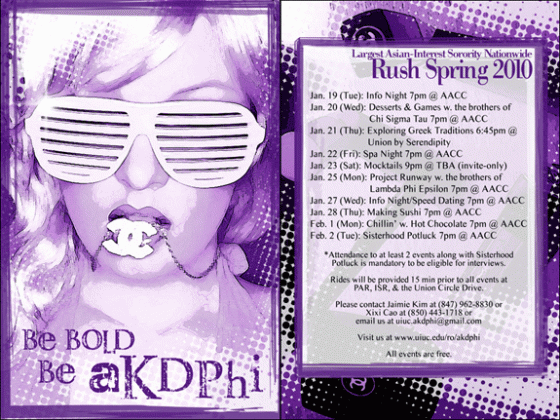 Be BOLD
Be aKDPhi
Largest Asian-Interest Sorority Nationwide
Rush Spring 2010
Jan. 19 (Tue): Info Night 7pm @ AACC
Jan. 20 (Wed): Desserts & Games w. the brothers of
Chi Sigma Tau 7pm @ AACC
Jan. 21 (Thu): Exploring Greek Traditions 6:45pm @
Union by Serendipity
Jan. 22 (Fri): Spa Night 7pm @ AACC
Jan. 23 (Sat): Mocktails 9pm @ TBA (invite-only)
Jan. 25 (Mon): Project Runway w. the brothers of
Lambda Phi Epsilon 7pm @ AACC
Jan. 27 (Wed): Info Night/Speed Dating 7pm @ AACC
Jan. 28 (Thu): Making Sushi 7pm @ AACC
Feb. 1 (Mon): Chillin' w. Hot Chocolate 7pm @ AACC
Feb. 2 (Tue): Sisterhood Potluck 7pm @ AACC
*Attendance to at least 2 events along with Sisterhood
Potluck is mandatory to be eligible for interviews.
Rides will be provided 15 min prior to all events at
PAR, ISR, & the Union Circle Drive.
Please contact Jaimie Kim at (847) 962-8830 or
Xixi Cao at (850) 443-1718 or
email us at uiuc.akdphi@gmail.com
Visit us at www.uiuc.edu/ro/akdphi
All events are free.